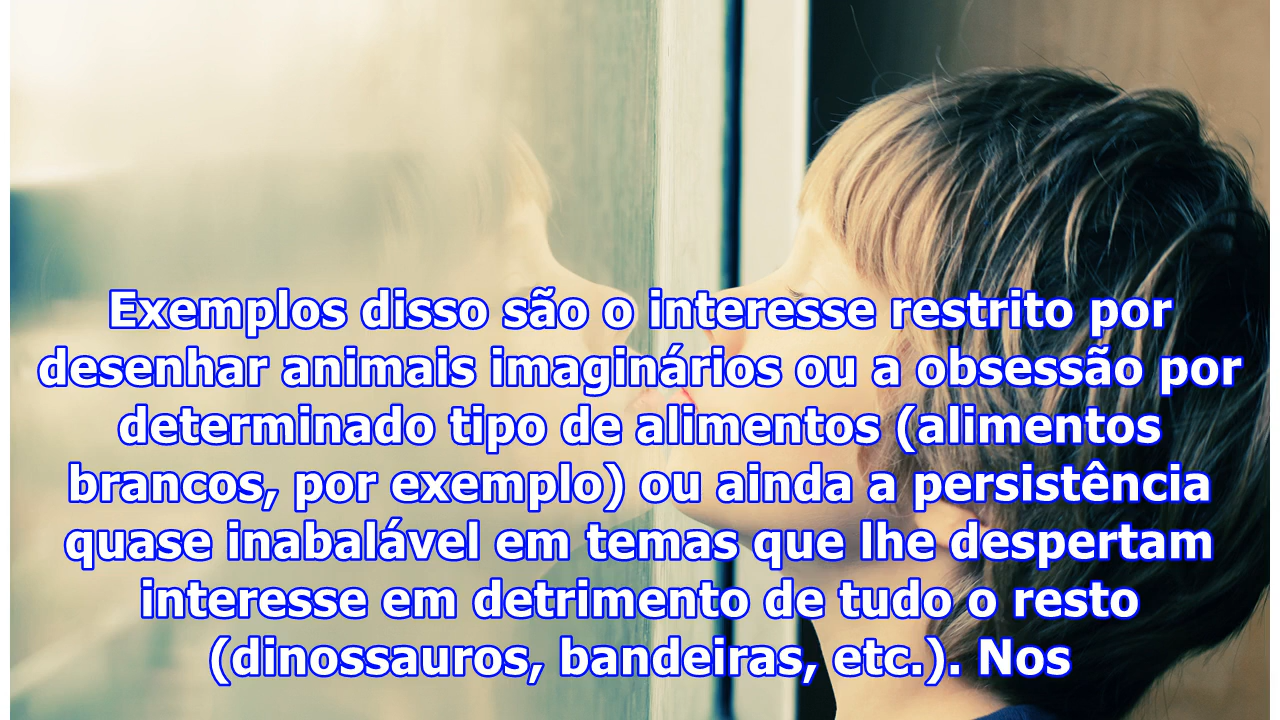 Exemplos disso são o interesse restrito por
desenhar animais imaginários ou a obsessão por
determinado tipo de alimentos (alimentos
brancos, por exemplo) ou ainda a persistência
quase inabalável em temas que lhe despertam
interesse em detrimento de tudo o resto
(dinossauros, bandeiras, etc.). Nos